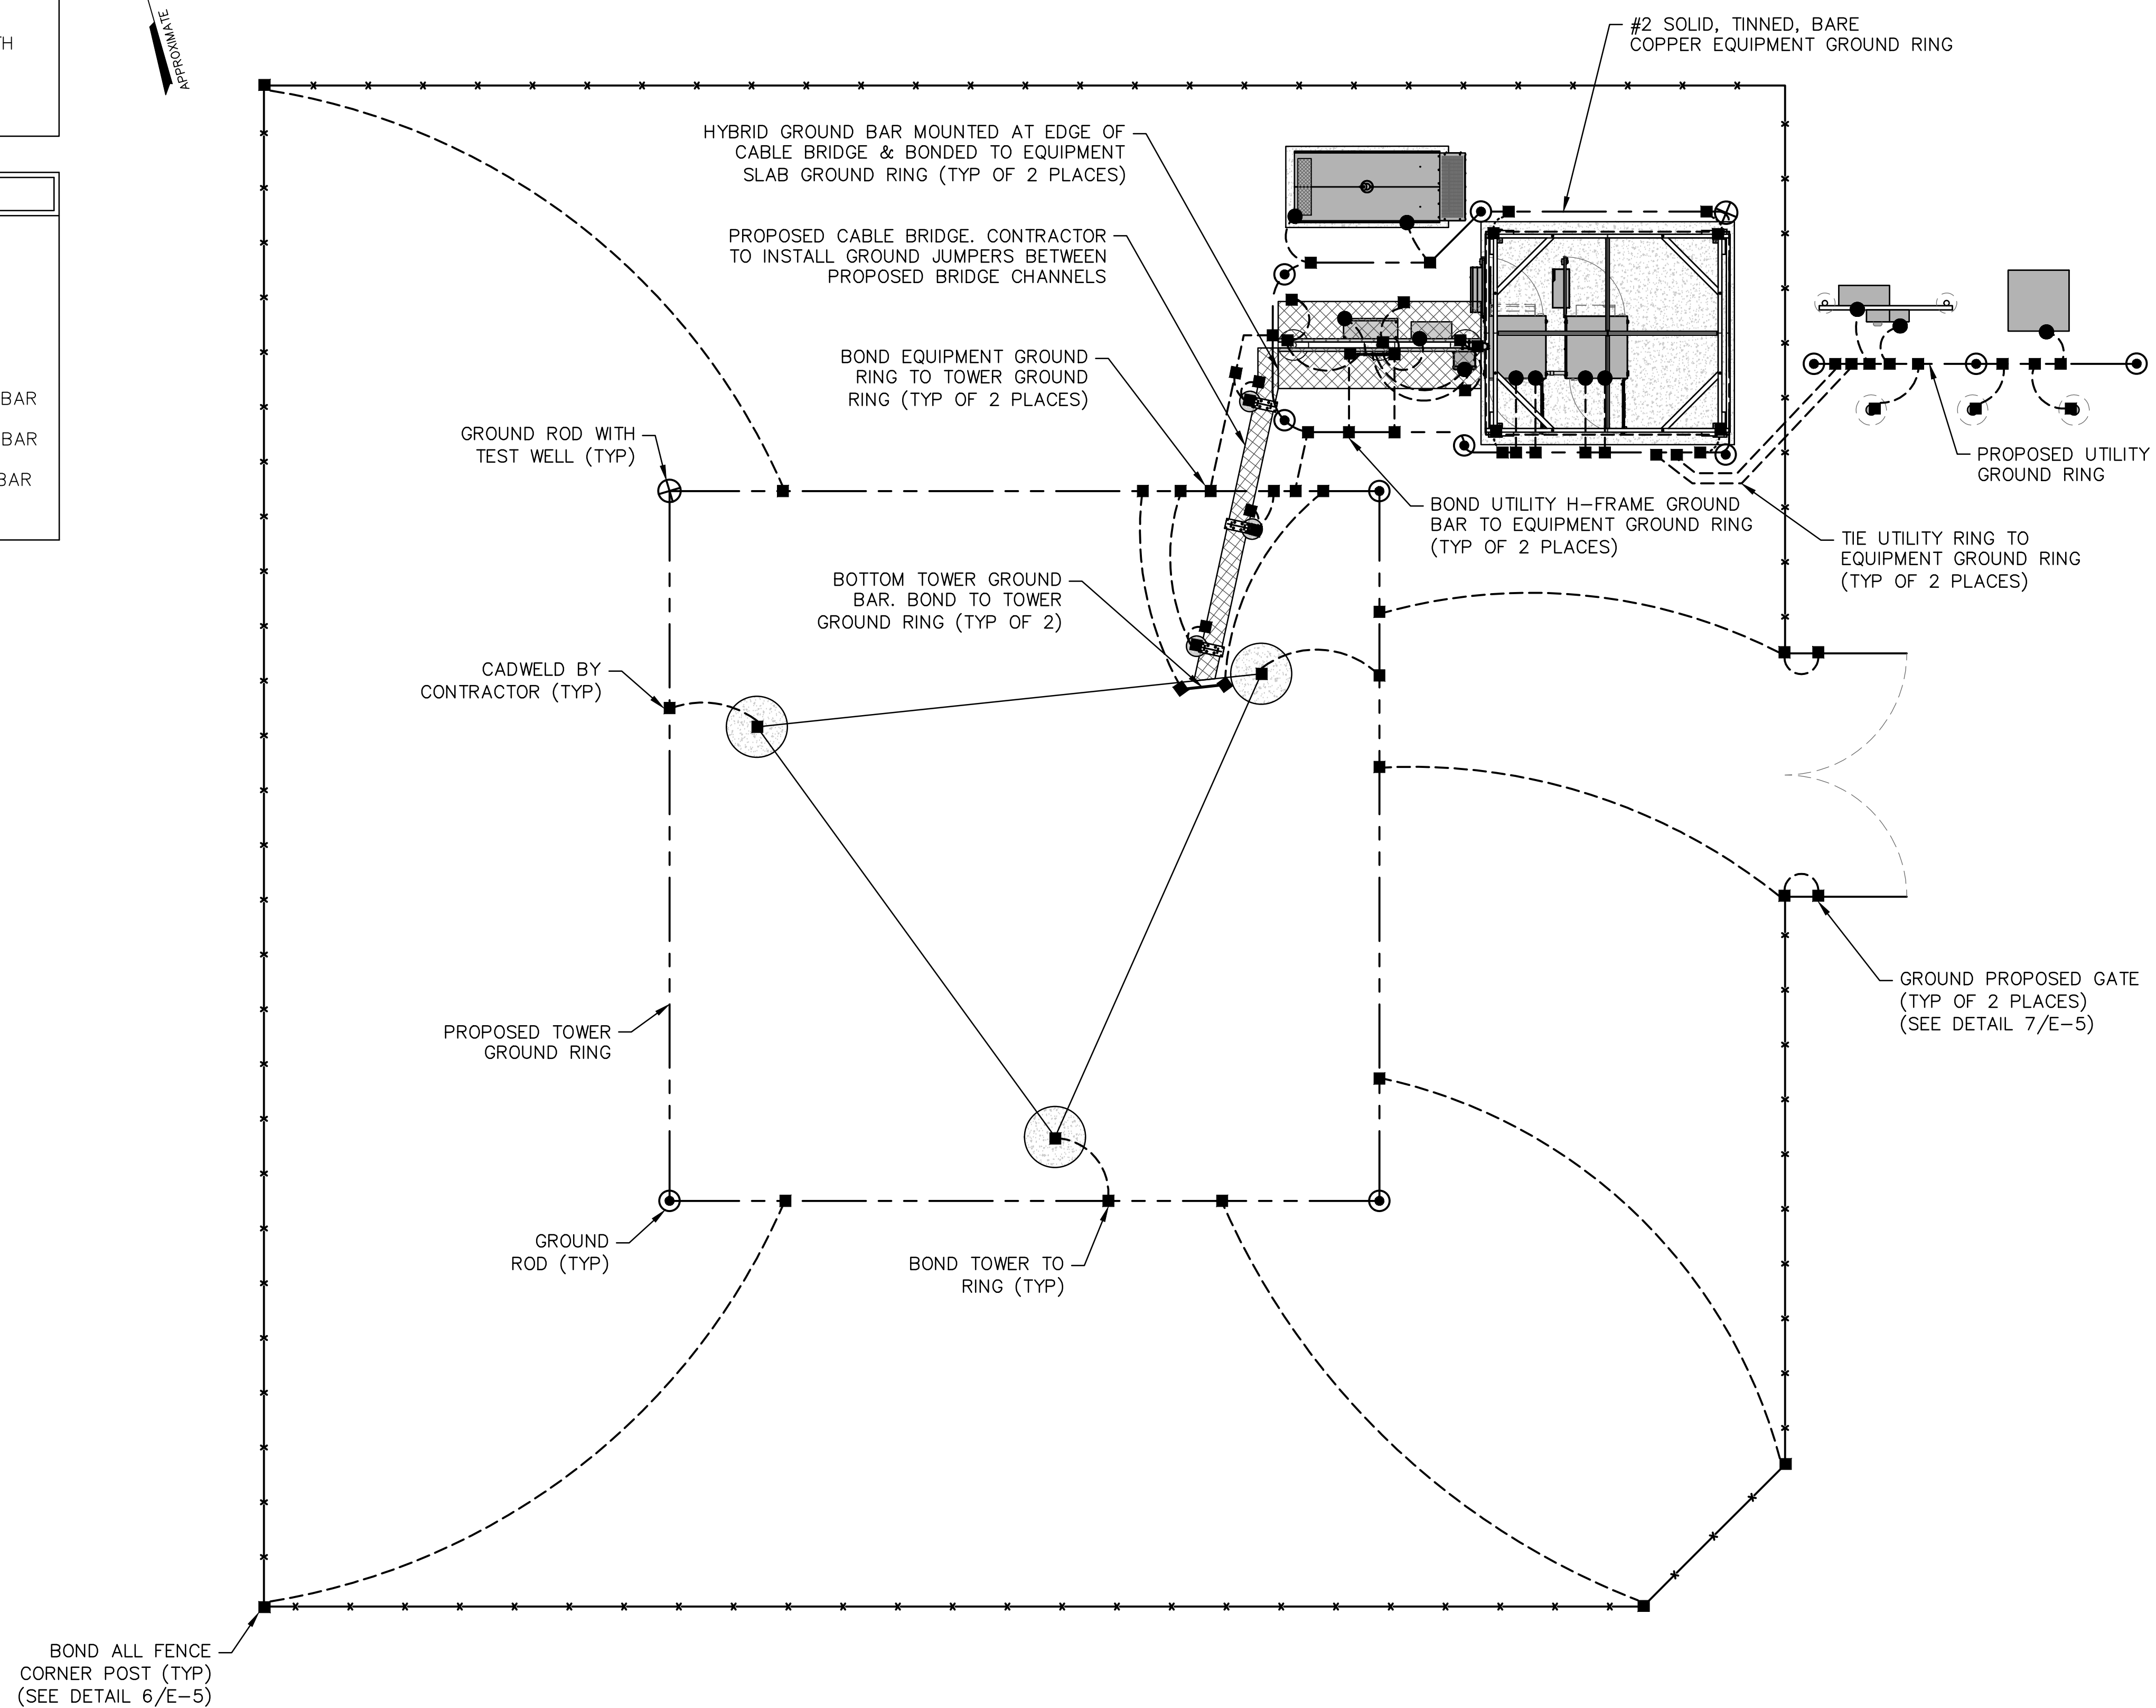 TH
BAR
BAR
BAR
APPROXIMATE
#2 SOLID, TINNED, BARE
COPPER EQUIPMENT GROUND RING
HYBRID GROUND BAR MOUNTED AT EDGE OF
CABLE BRIDGE & BONDED TO EQUIPMENT
SLAB GROUND RING (TYP OF 2 PLACES)
PROPOSED CABLE BRIDGE. CONTRACTOR
TO INSTALL GROUND JUMPERS BETWEEN
PROPOSED BRIDGE CHANNELS
BOND EQUIPMENT GROUND
RING TO TOWER GROUND
RING (TYP OF 2 PLACES)
GROUND ROD WITH
TEST WELL (TYP)
PROPOSED UTILITY
GROUND RING
BOND UTILITY H-FRAME GROUND
BAR TO EQUIPMENT GROUND RING
(TYP OF 2 PLACES)
TIE UTILITY RING TO
EQUIPMENT GROUND RING
(TYP OF 2 PLACES)
BOTTOM TOWER GROUND
BAR. BOND TO TOWER
GROUND RING (TYP OF 2)
CADWELD BY
CONTRACTOR (TYP)
GROUND PROPOSED GATE
(TYP OF 2 PLACES)
(SEE DETAIL 7/E-5)
PROPOSED TOWER
GROUND RING
GROUND
ROD (TYP)
BOND TOWER TO
RING (TYP)
BOND ALL FENCE
CORNER POST (TYP)
(SEE DETAIL 6/E-5)